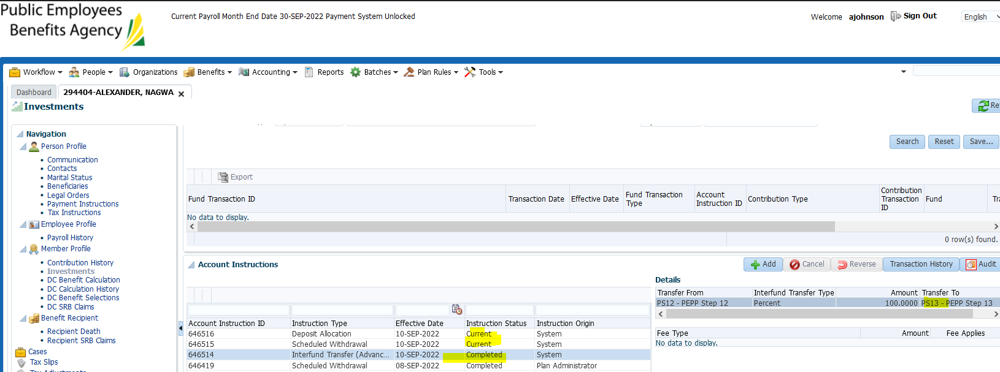 Public Employees
Benefits Agency
Current Payroll Month End Date 30-SEP-2022 Payment System Unlocked
Welcome ajohnson Sign Out English
Workflow People Organizations Benefits Accounting Reports Batches Plan Rules Tools
Dashboard 294404-ALEXANDER, NAGWA
Investments
Navigation
Person Profile
Communication
Contacts
Marital Status
Beneficiaries
Legal Orders
Payment Instructions
Tax Instructions
Employee Profile
Payroll History
Member Profile
Contribution History
Investments
DC Benefit Calculation
DC Calculation History
DC Benefit Selections
DC SRB Claims
Benefit Recipient
Recipient Death
Recipient SRB Claims
Cases
Tax Slips
Tax Adjustments
Search Reset Save...
Export
Fund Transaction ID Transaction Date Effective Date Fund Transaction Type Account Instruction ID Contribution Type Contribution Transaction ID Fund
No data to display.
0 row(s) found.
Account Instructions
Add Cancel Reverse Transaction History Audit
Account Instruction ID Instruction Type Effective Date Instruction Status Instruction Origin
646516 Deposit Allocation 10-SEP-2022 Current System
646515 Scheduled Withdrawal 10-SEP-2022 Current System
646514 Interfund Transfer (Advanc... 10-SEP-2022 Completed System
646419 Scheduled Withdrawal 08-SEP-2022 Completed Plan Administrator
Details
Transfer From Interfund Transfer Type Amount Transfer To
PS12 - PEPP Step 12 Percent 100.0000 PS13 - PEPP Step 13
Fee Type Amount Fee Applies
No data to display.